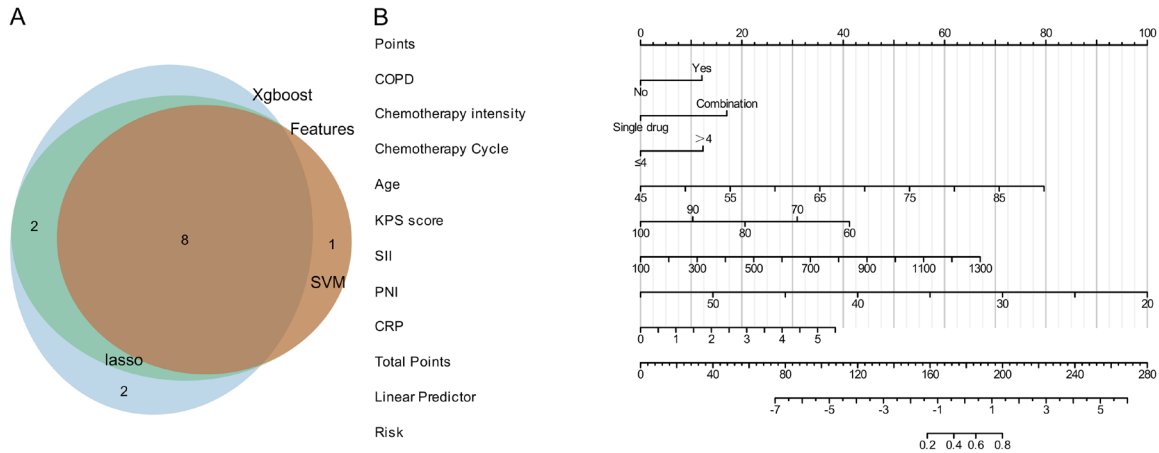 A
Xgboost
Features
2
8
1
SVM
lasso
2
B
Points
0 20 40 60 80 100
COPD
Yes
No
Chemotherapy intensity
Combination
Single drug
Chemotherapy Cycle
>4
≤4
Age
45 55 65 75 85
KPS score
90 70
100 80 60
SII
100 300 500 700 900 1100 1300
PNI
50 40 30 20
CRP
0 1 2 3 4 5
Total Points
0 40 80 120 160 200 240 280
Linear Predictor
-7 -5 -3 -1 1 3 5
Risk
0.2 0.4 0.6 0.8